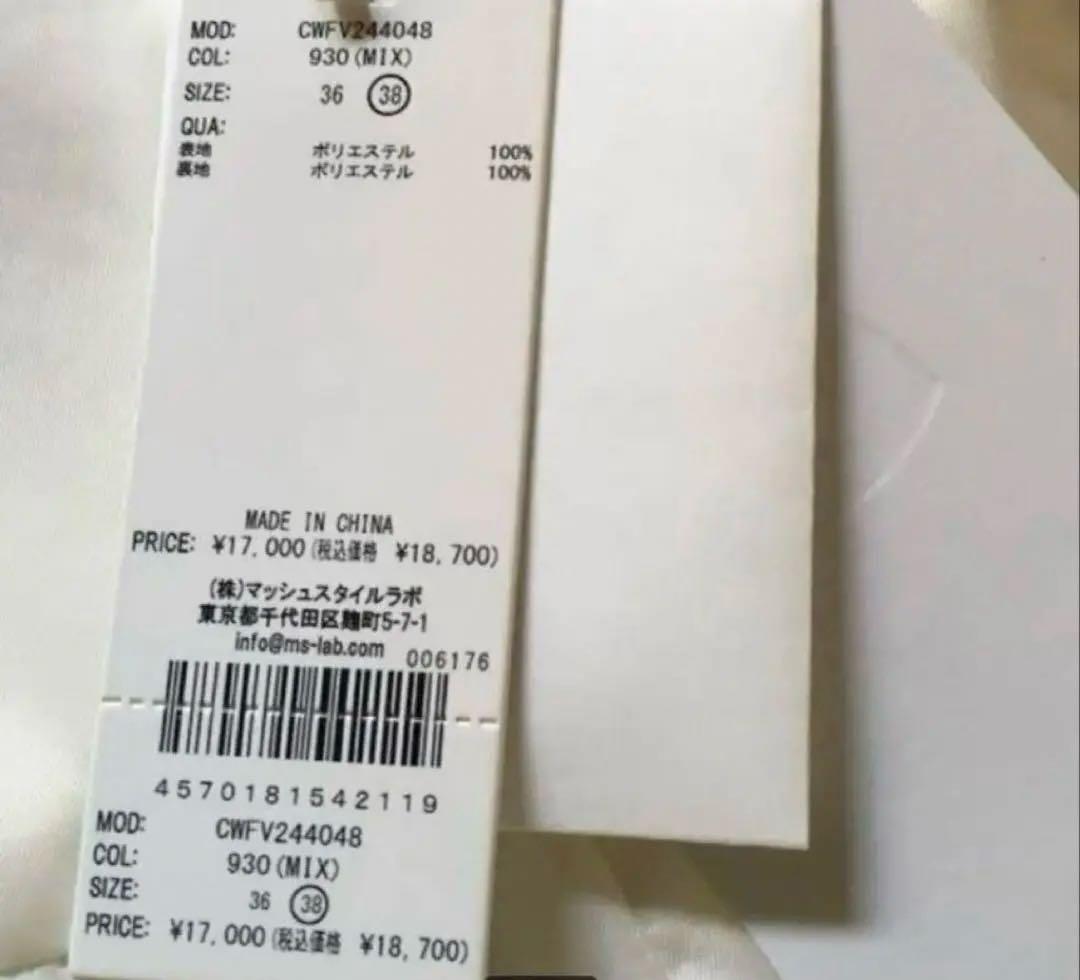 MOD: CWFV244048
COL: 930(MIX)
SIZE: 36 38
QUA:
表地 ポリエステル 100%
裏地 ポリエステル 100%
MADE IN CHINA
PRICE: ¥17,000(税込価格 ¥18,700)
(株)マッシュスタイルラボ
東京都千代田区麹町5-7-1
info@ms-lab.com
006176
4570181542119
MOD: CWFV244048
COL: 930(MIX)
SIZE: 36 38
PRICE: ¥17,000(税込価格 ¥18,700)